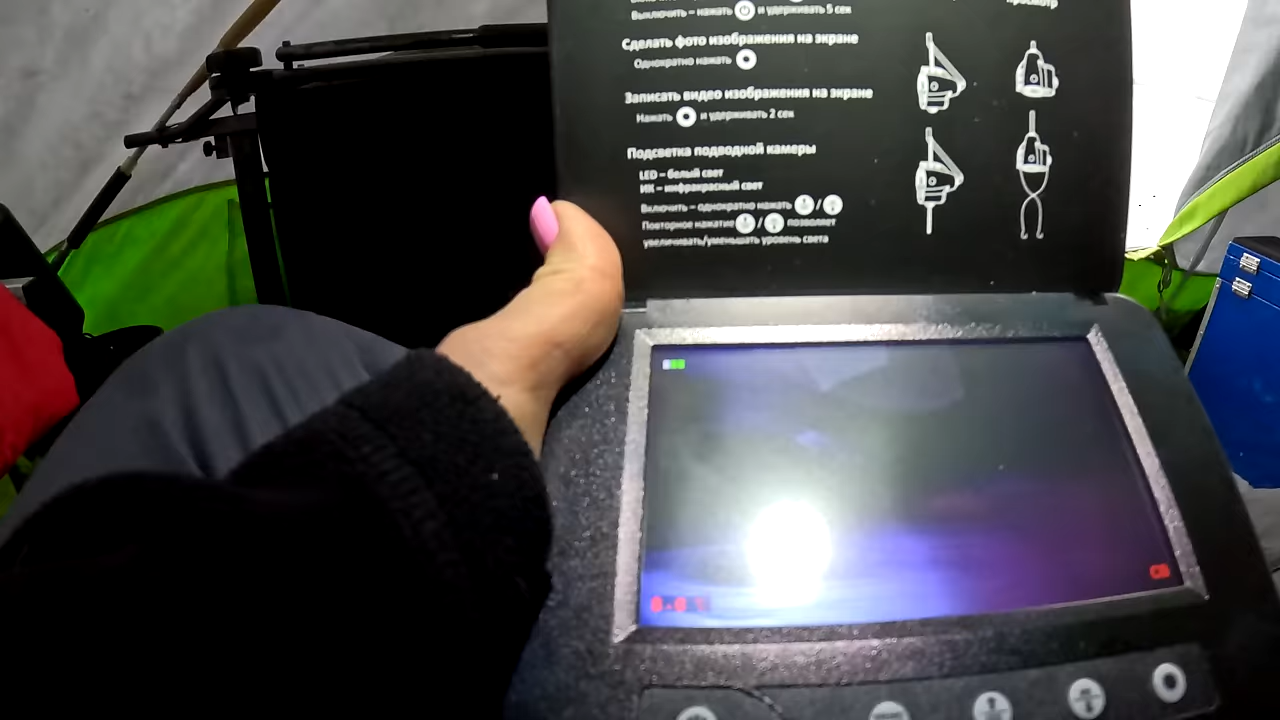 Выключить – нажать и удерживать 5 сек
просмотр
Сделать фото изображения на экране
Однократно нажать
Записать видео изображения на экране
Нажать и удерживать 2 сек
Подсветка подводной камеры
LED – белый свет
ИК – инфракрасный свет
Включить – однократно нажать /
Повторное нажатие / позволяет
увеличивать/уменьшать уровень света